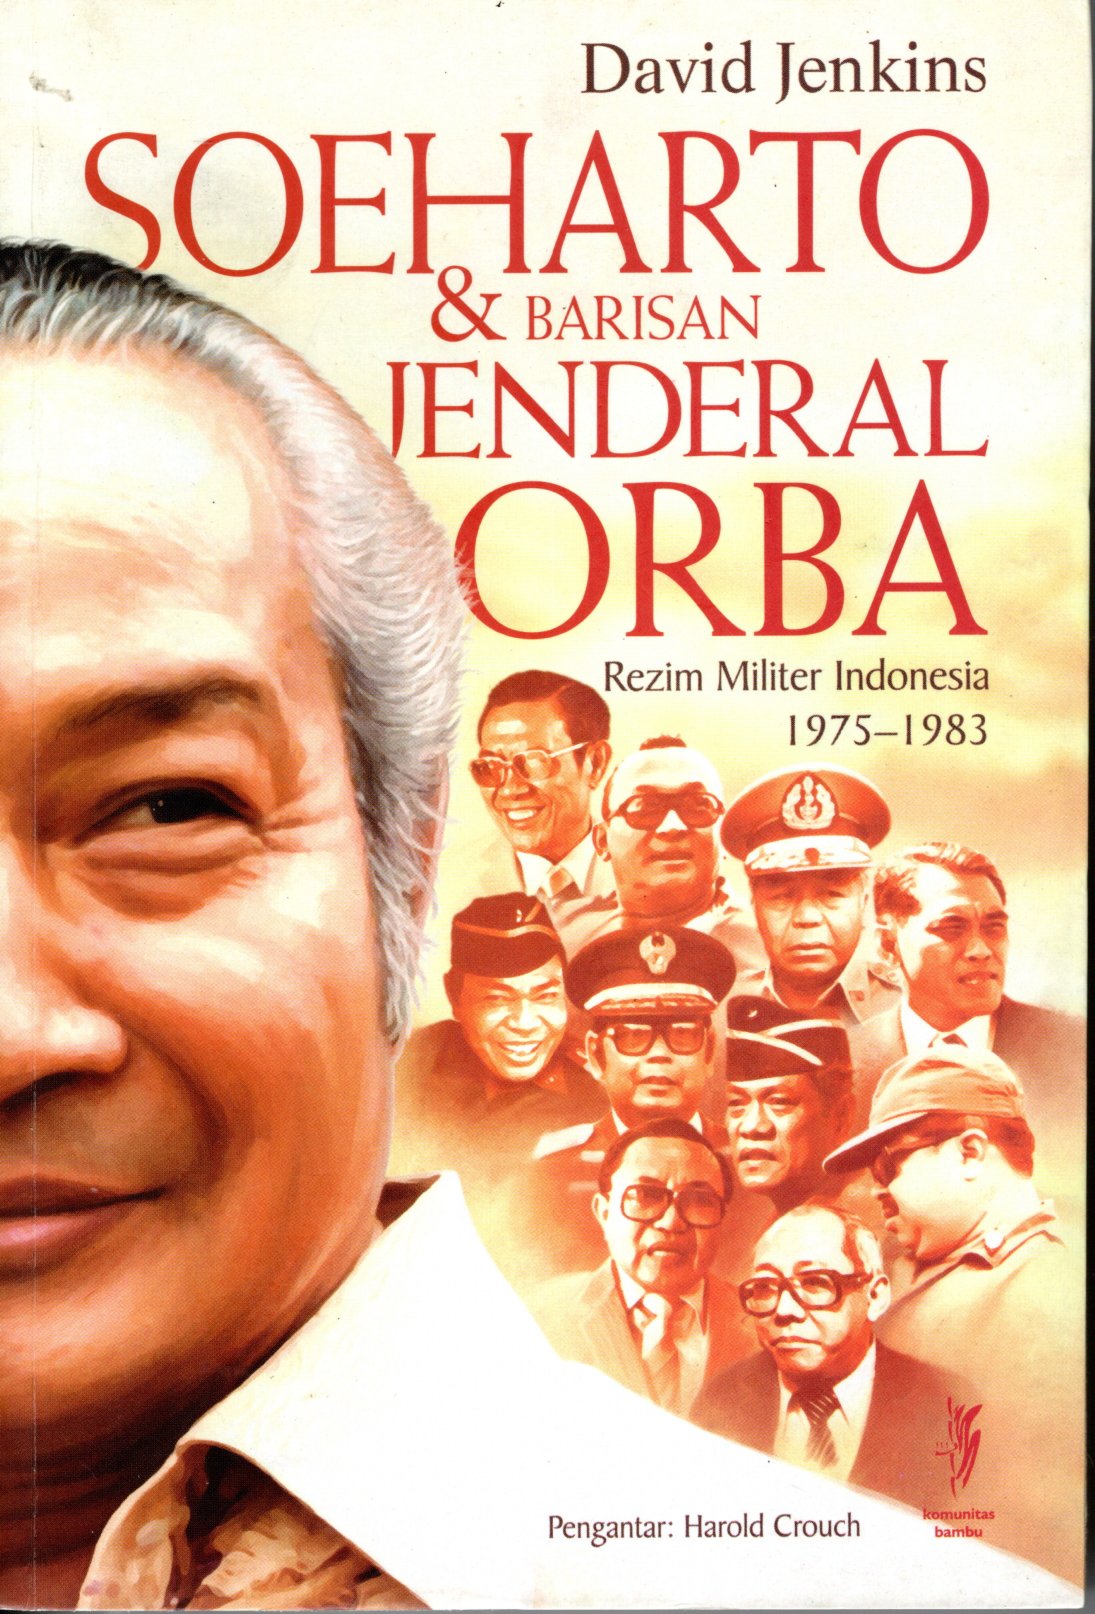 David Jenkins
SOEHARTO
& BARISAN
JENDERAL
ORBA
Rezim Militer Indonesia
1975–1983
Pengantar: Harold Crouch
komunitas
bambu